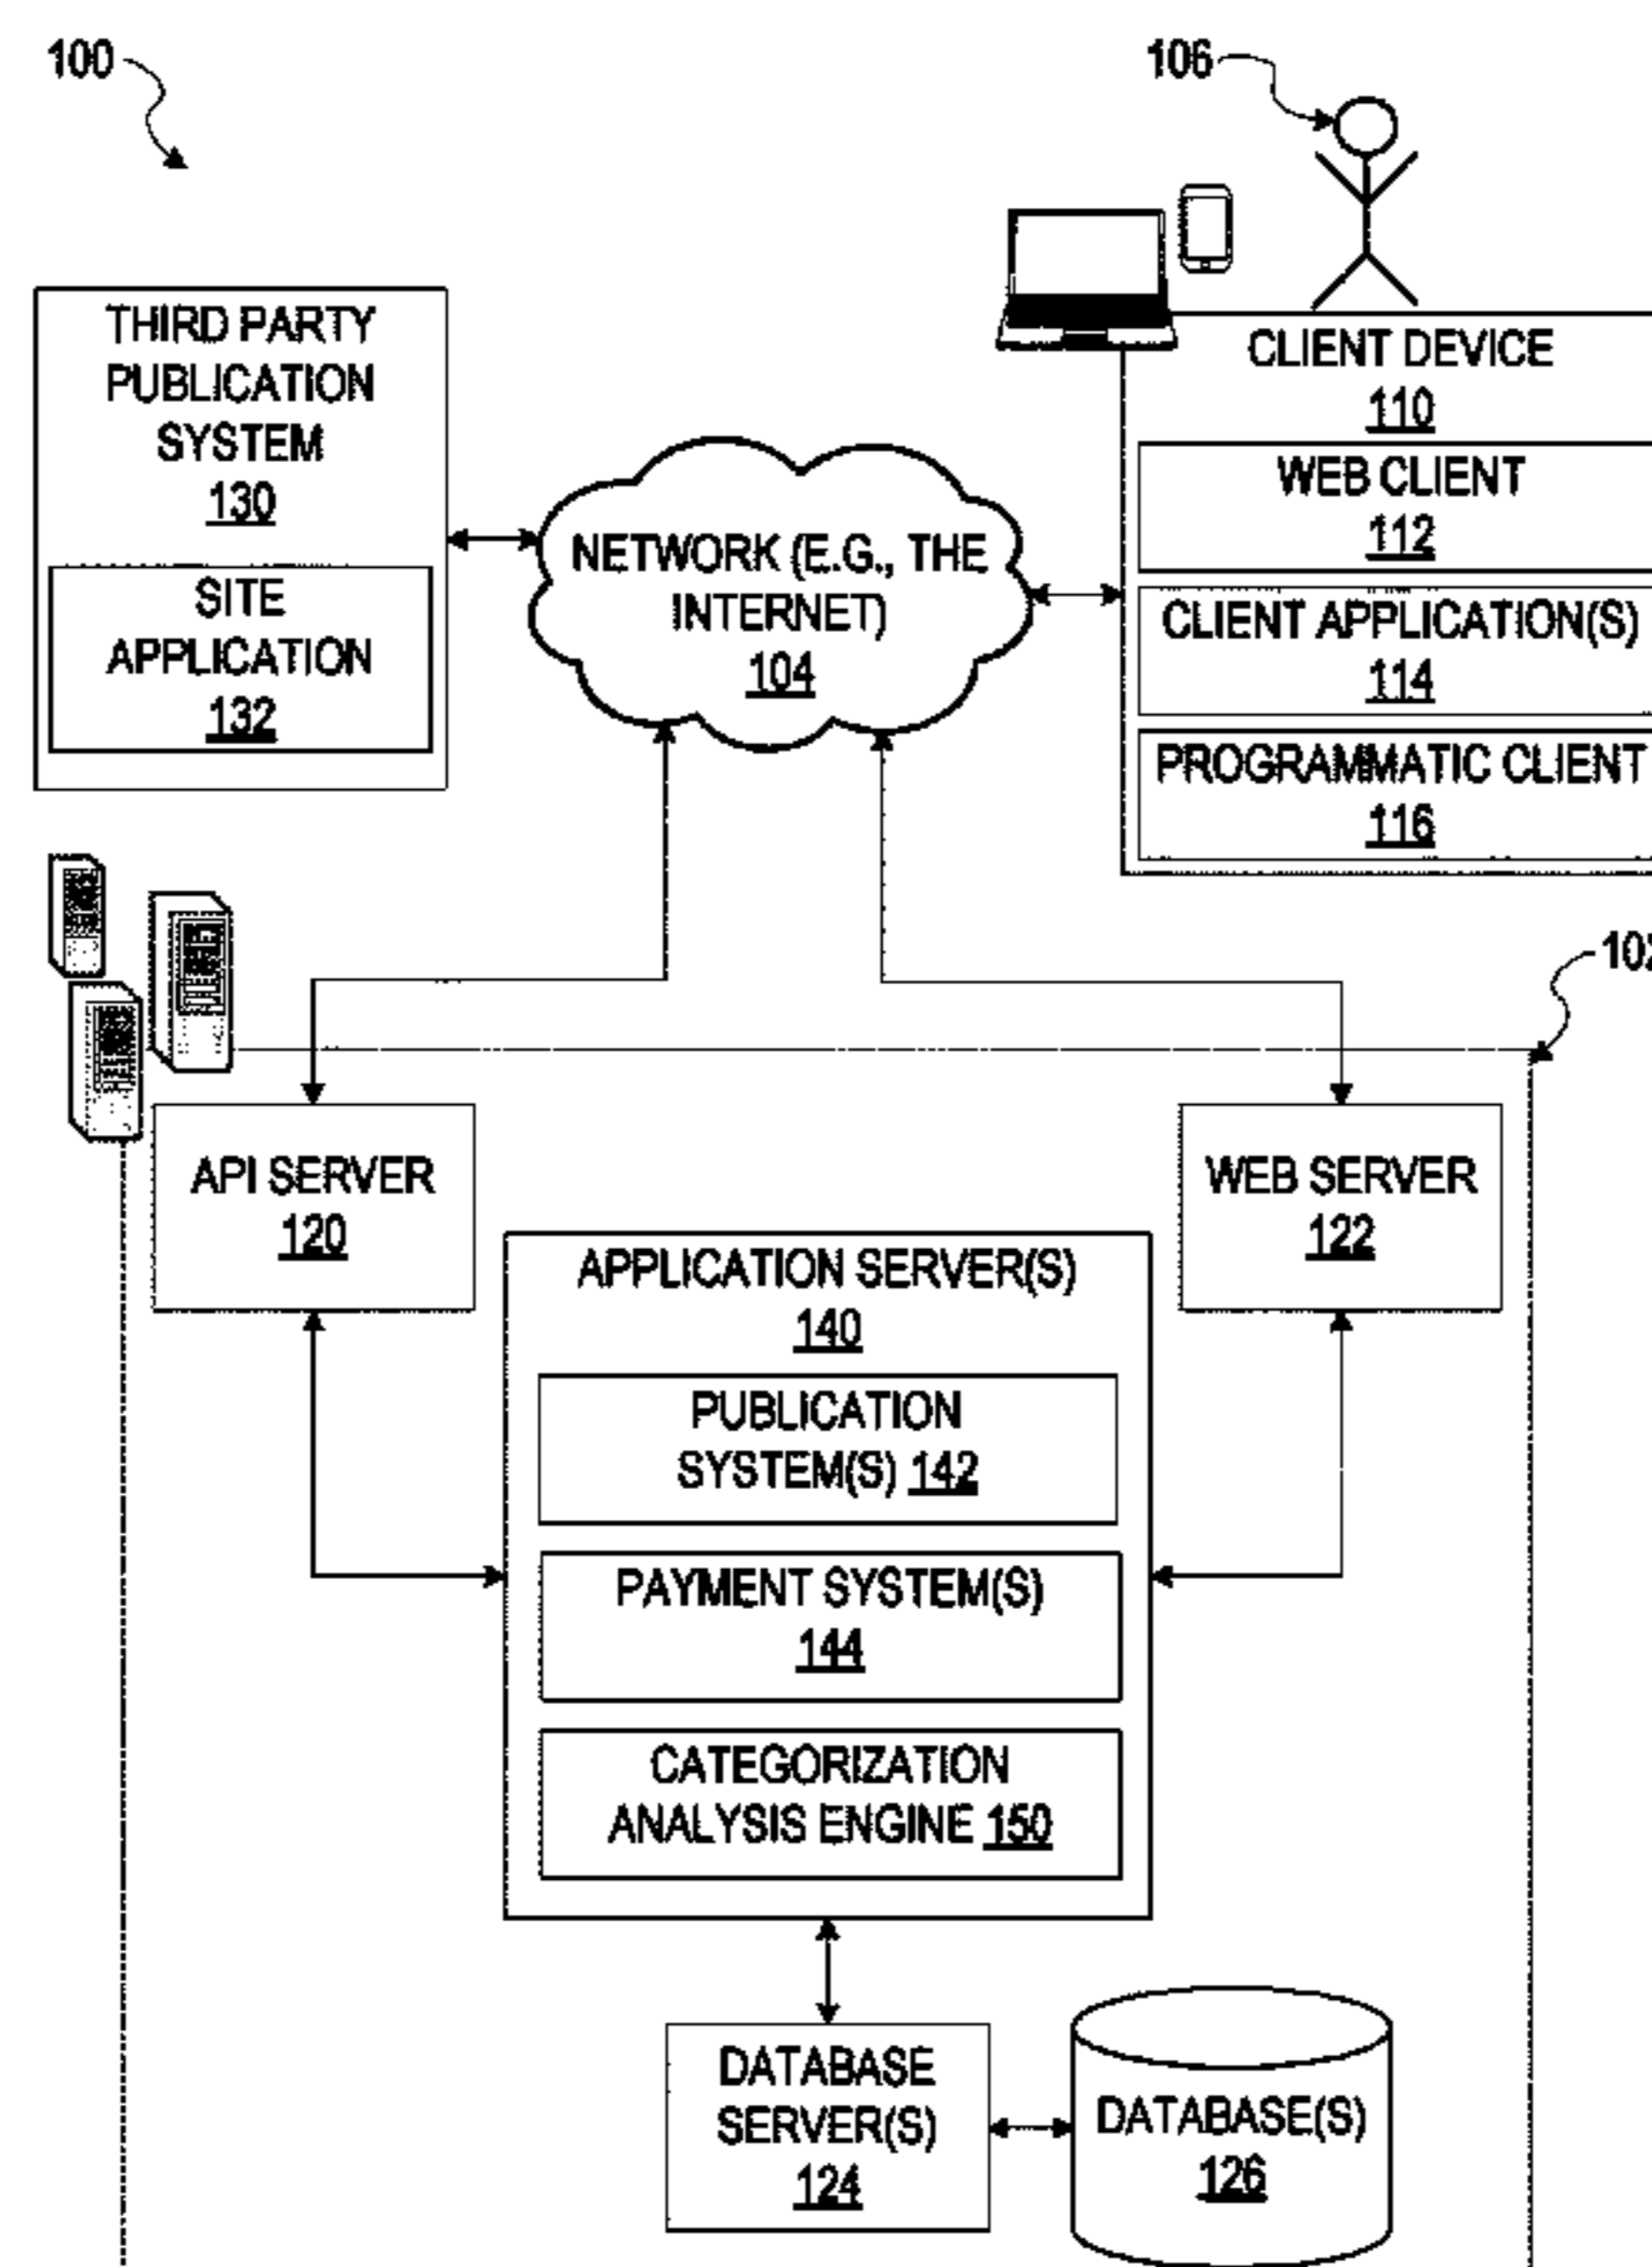 100
106
THIRD PARTY
PUBLICATION
SYSTEM
130
SITE
APPLICATION
132
NETWORK (E.G., THE
INTERNET)
104
CLIENT DEVICE
110
WEB CLIENT
112
CLIENT APPLICATION(S)
114
PROGRAMMATIC CLIENT
116
102
API SERVER
120
WEB SERVER
122
APPLICATION SERVER(S)
140
PUBLICATION
SYSTEM(S) 142
PAYMENT SYSTEM(S)
144
CATEGORIZATION
ANALYSIS ENGINE 150
DATABASE
SERVER(S)
124
DATABASE(S)
126